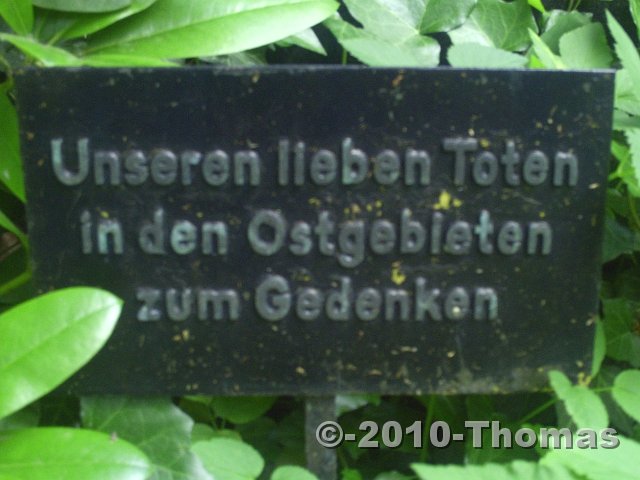 Unseren lieben Toten
in den Ostgebieten
zum Gedenken
©-2010-Thomas